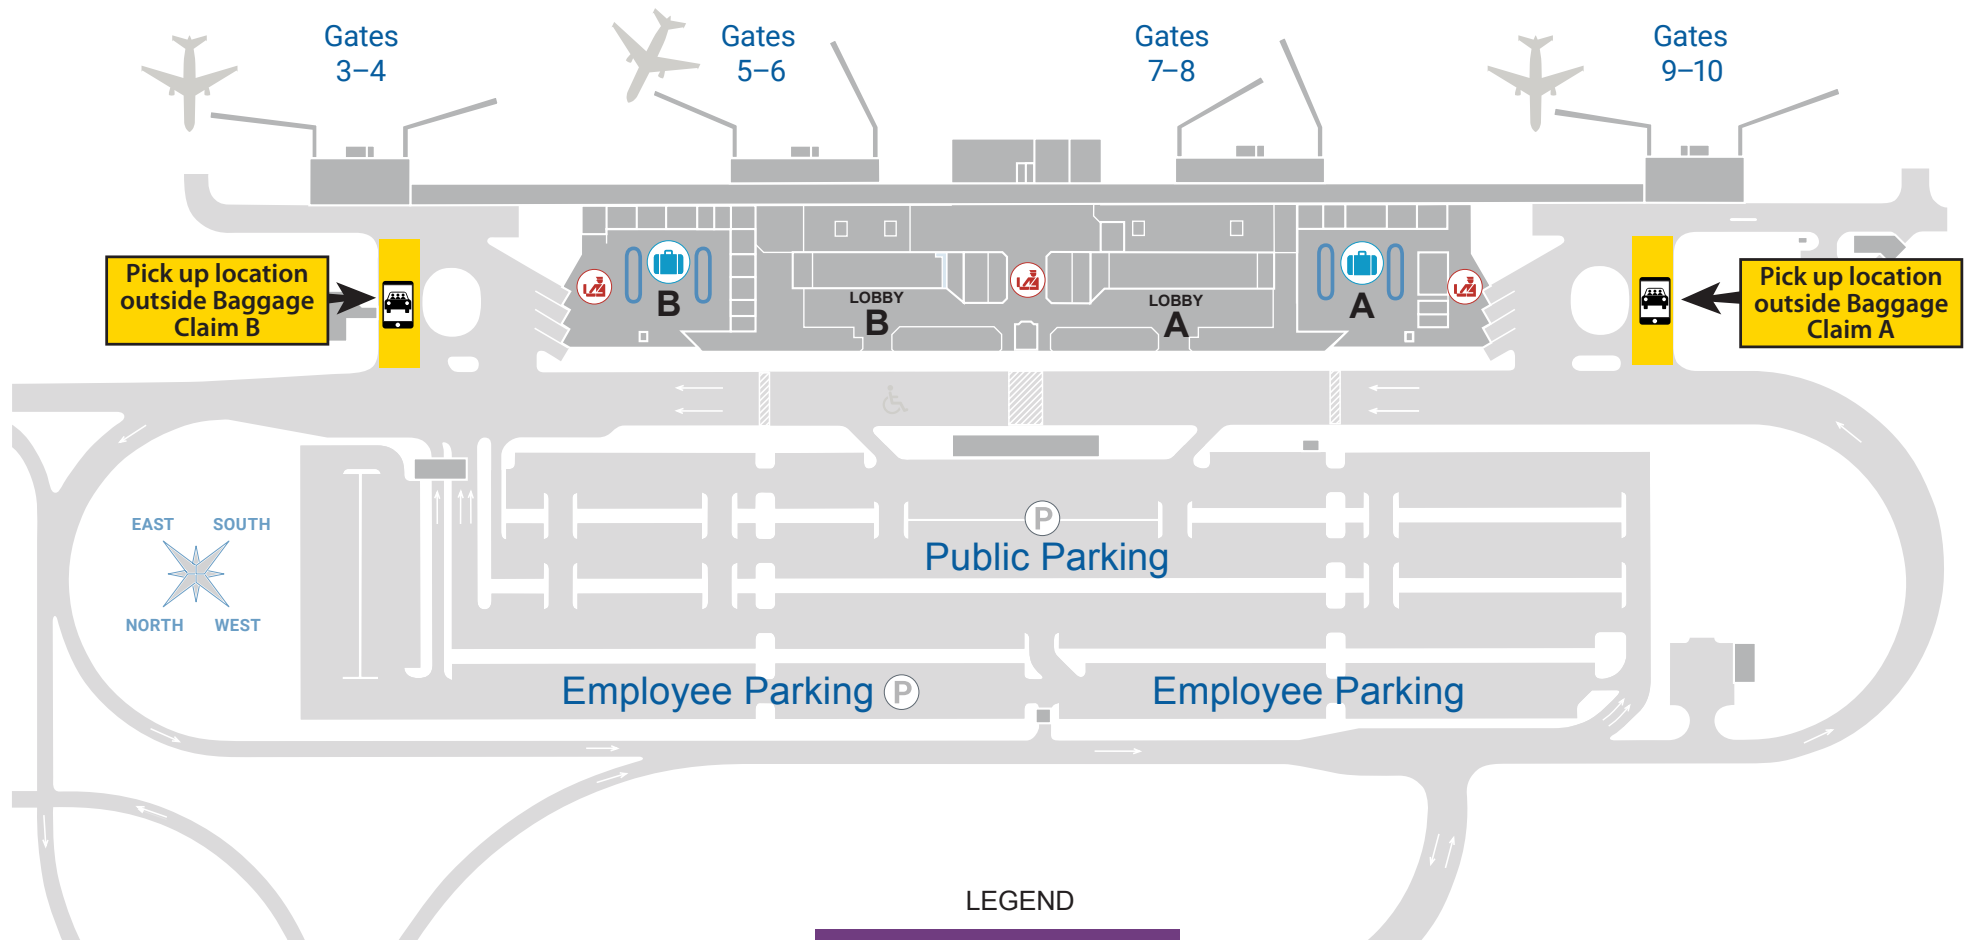 Gates
3–4
Gates
5–6
Gates
7–8
Gates
9–10
Pick up location
outside Baggage
Claim B
B
LOBBY
B
LOBBY
A
A
Pick up location
outside Baggage
Claim A
EAST SOUTH
NORTH WEST
P
Public Parking
Employee Parking P
Employee Parking
LEGEND